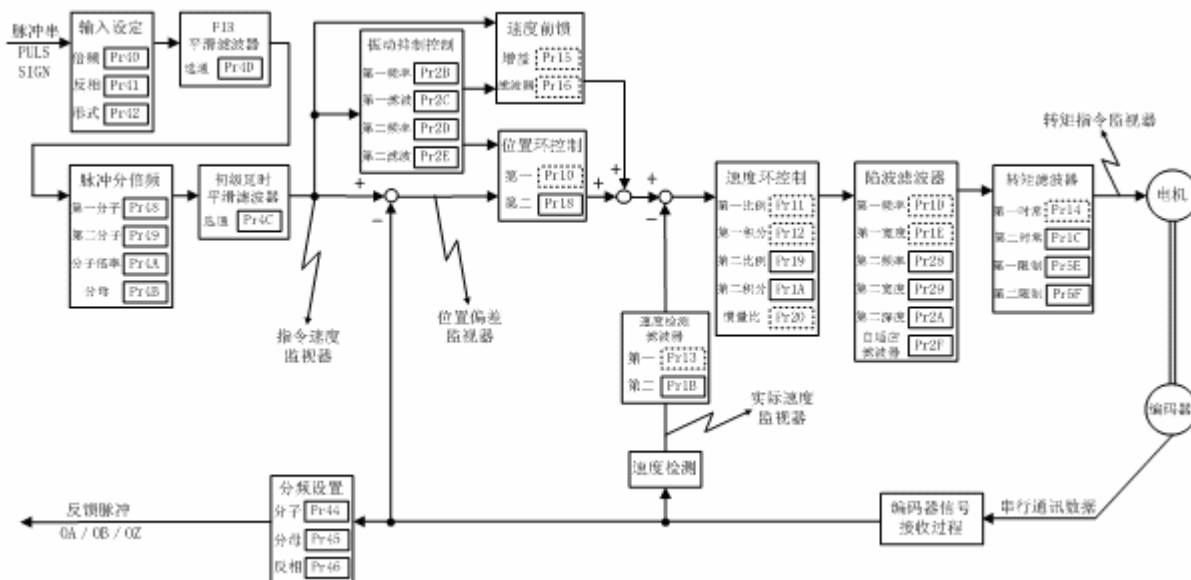 脉冲串
PULS
SIGN
输入设定
倍频 Pr40
反相 Pr41
形式 Pr42
FIR
平滑滤波器
选通 Pr4D
振动抑制控制
第一频率 Pr2B
第一滤波 Pr2C
第二频率 Pr2D
第二滤波 Pr2E
速度前馈
增益 Pr15
滤波器 Pr16
脉冲分倍频
第一分子 Pr48
第二分子 Pr49
分子倍率 Pr4A
分母 Pr4B
初级延时
平滑滤波器
选通 Pr4C
+
−
位置环控制
第一 Pr10
第二 Pr18
+
+
+
−
速度环控制
第一比例 Pr11
第一积分 Pr12
第二比例 Pr19
第二积分 Pr1A
惯量比 Pr20
陷波滤波器
第一频率 Pr1D
第一宽度 Pr1E
第二频率 Pr28
第二宽度 Pr29
第二深度 Pr2A
自适应
滤波器 Pr2F
转矩滤波器
第一时常 Pr14
第二时常 Pr1C
第一限制 Pr5E
第二限制 Pr5F
转矩指令监视器
电机
指令速度
监视器
位置偏差
监视器
速度检测
滤波器
第一 Pr13
第二 Pr1B
实际速度
监视器
速度检测
编码器
串行通讯数据
编码器信号
接收过程
分频设置
分子 Pr44
分母 Pr45
反相 Pr46
反馈脉冲
OA / OB / OZ